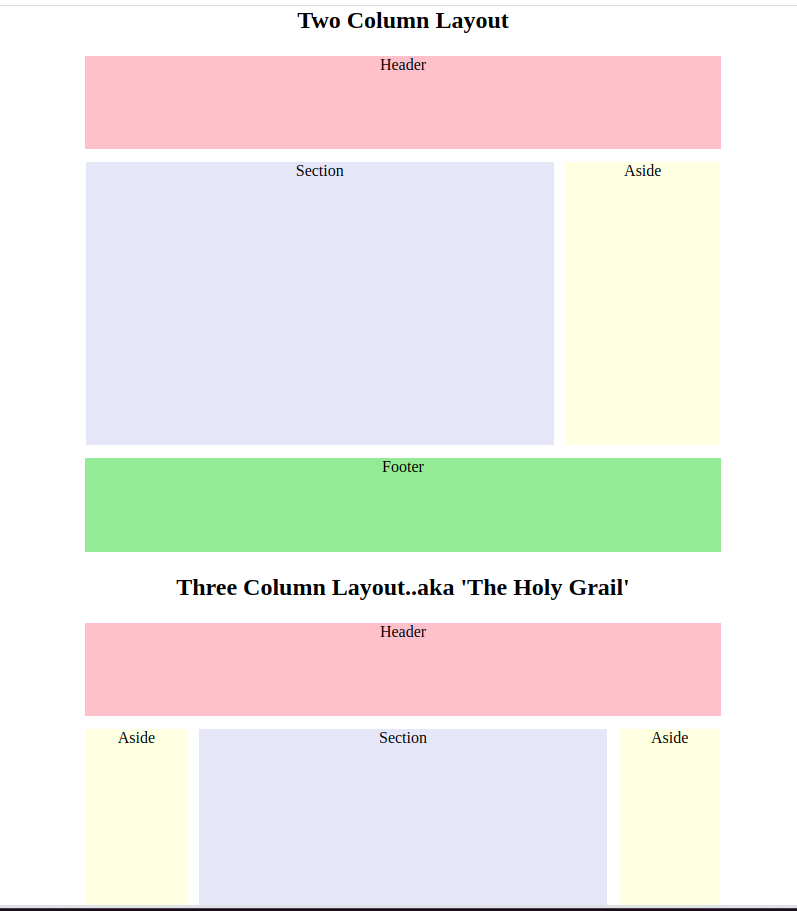 Two Column Layout
Header
Section
Aside
Footer
Three Column Layout..aka 'The Holy Grail'
Header
Aside
Section
Aside